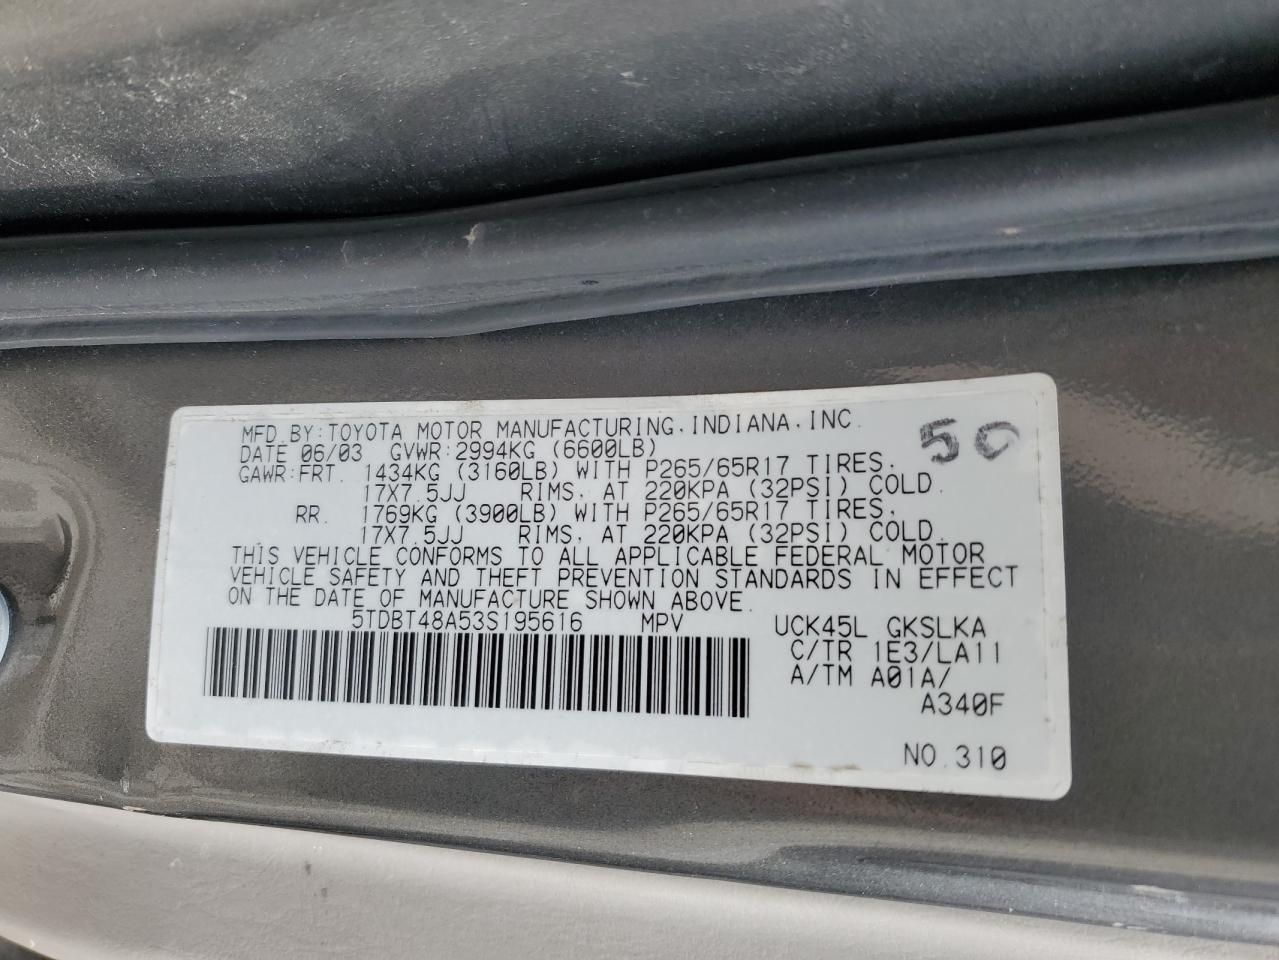 MFD. BY: TOYOTA MOTOR MANUFACTURING, INDIANA, INC.
50
DATE 06/03 GVWR: 2994KG (6600LB)
GAWR: FRT. 1434KG (3160LB) WITH P265/65R17 TIRES,
17X7.5JJ RIMS, AT 220KPA (32PSI) COLD.
RR. 1769KG (3900LB) WITH P265/65R17 TIRES,
17X7.5JJ RIMS, AT 220KPA (32PSI) COLD.
THIS VEHICLE CONFORMS TO ALL APPLICABLE FEDERAL MOTOR
VEHICLE SAFETY AND THEFT PREVENTION STANDARDS IN EFFECT
ON THE DATE OF MANUFACTURE SHOWN ABOVE.
5TDBT48A53S195616 MPV UCK45L GKSLKA
C/TR 1E3/LA11
A/TM A01A/
A340F
NO. 310